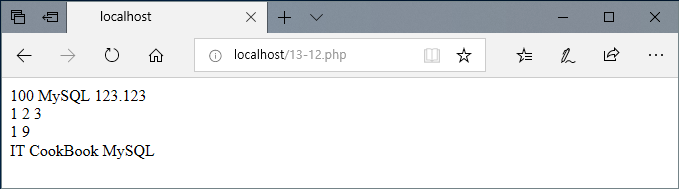 localhost
localhost/13-12.php
100 MySQL 123.123
1 2 3
1 9
IT CookBook MySQL